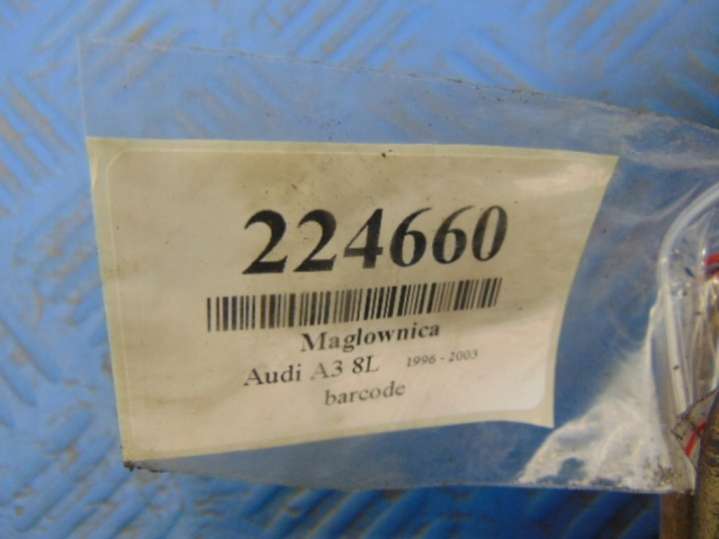 224660
Maglownica
Audi A3 8L 1996 - 2003
barcode